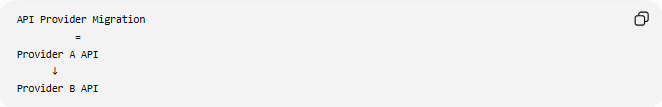 API Provider Migration
=
Provider A API
↓
Provider B API